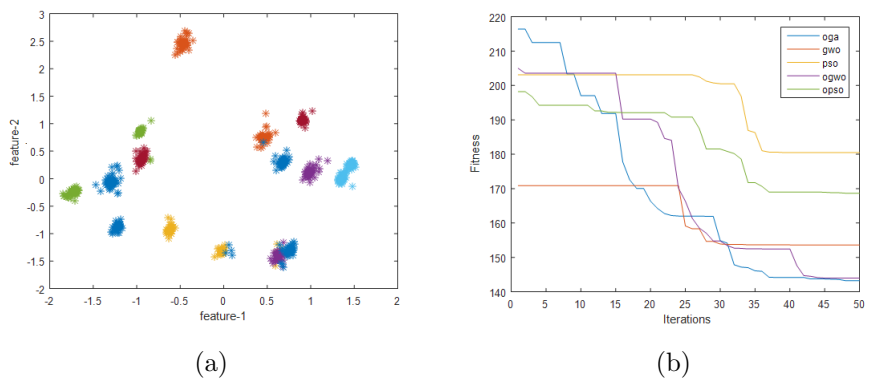 3
2.5
2
1.5
1
0.5
0
-0.5
-1
-1.5
-2
feature-2
-2 -1.5 -1 -0.5 0 0.5 1 1.5 2
feature-1
(a)
220
210
200
190
180
170
160
150
140
Fitness
0 5 10 15 20 25 30 35 40 45 50
Iterations
oga
gwo
pso
ogwo
opso
(b)